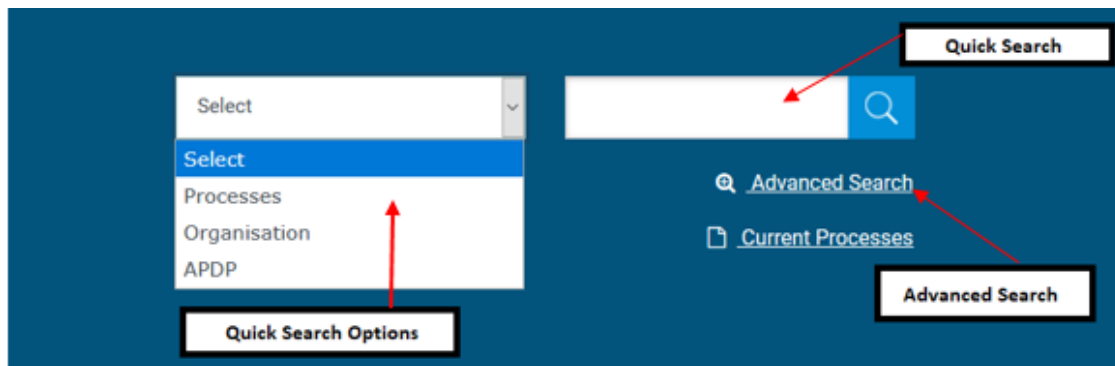 Quick Search
Select
Select
Processes
Organisation
APDP
Advanced Search
Current Processes
Advanced Search
Quick Search Options